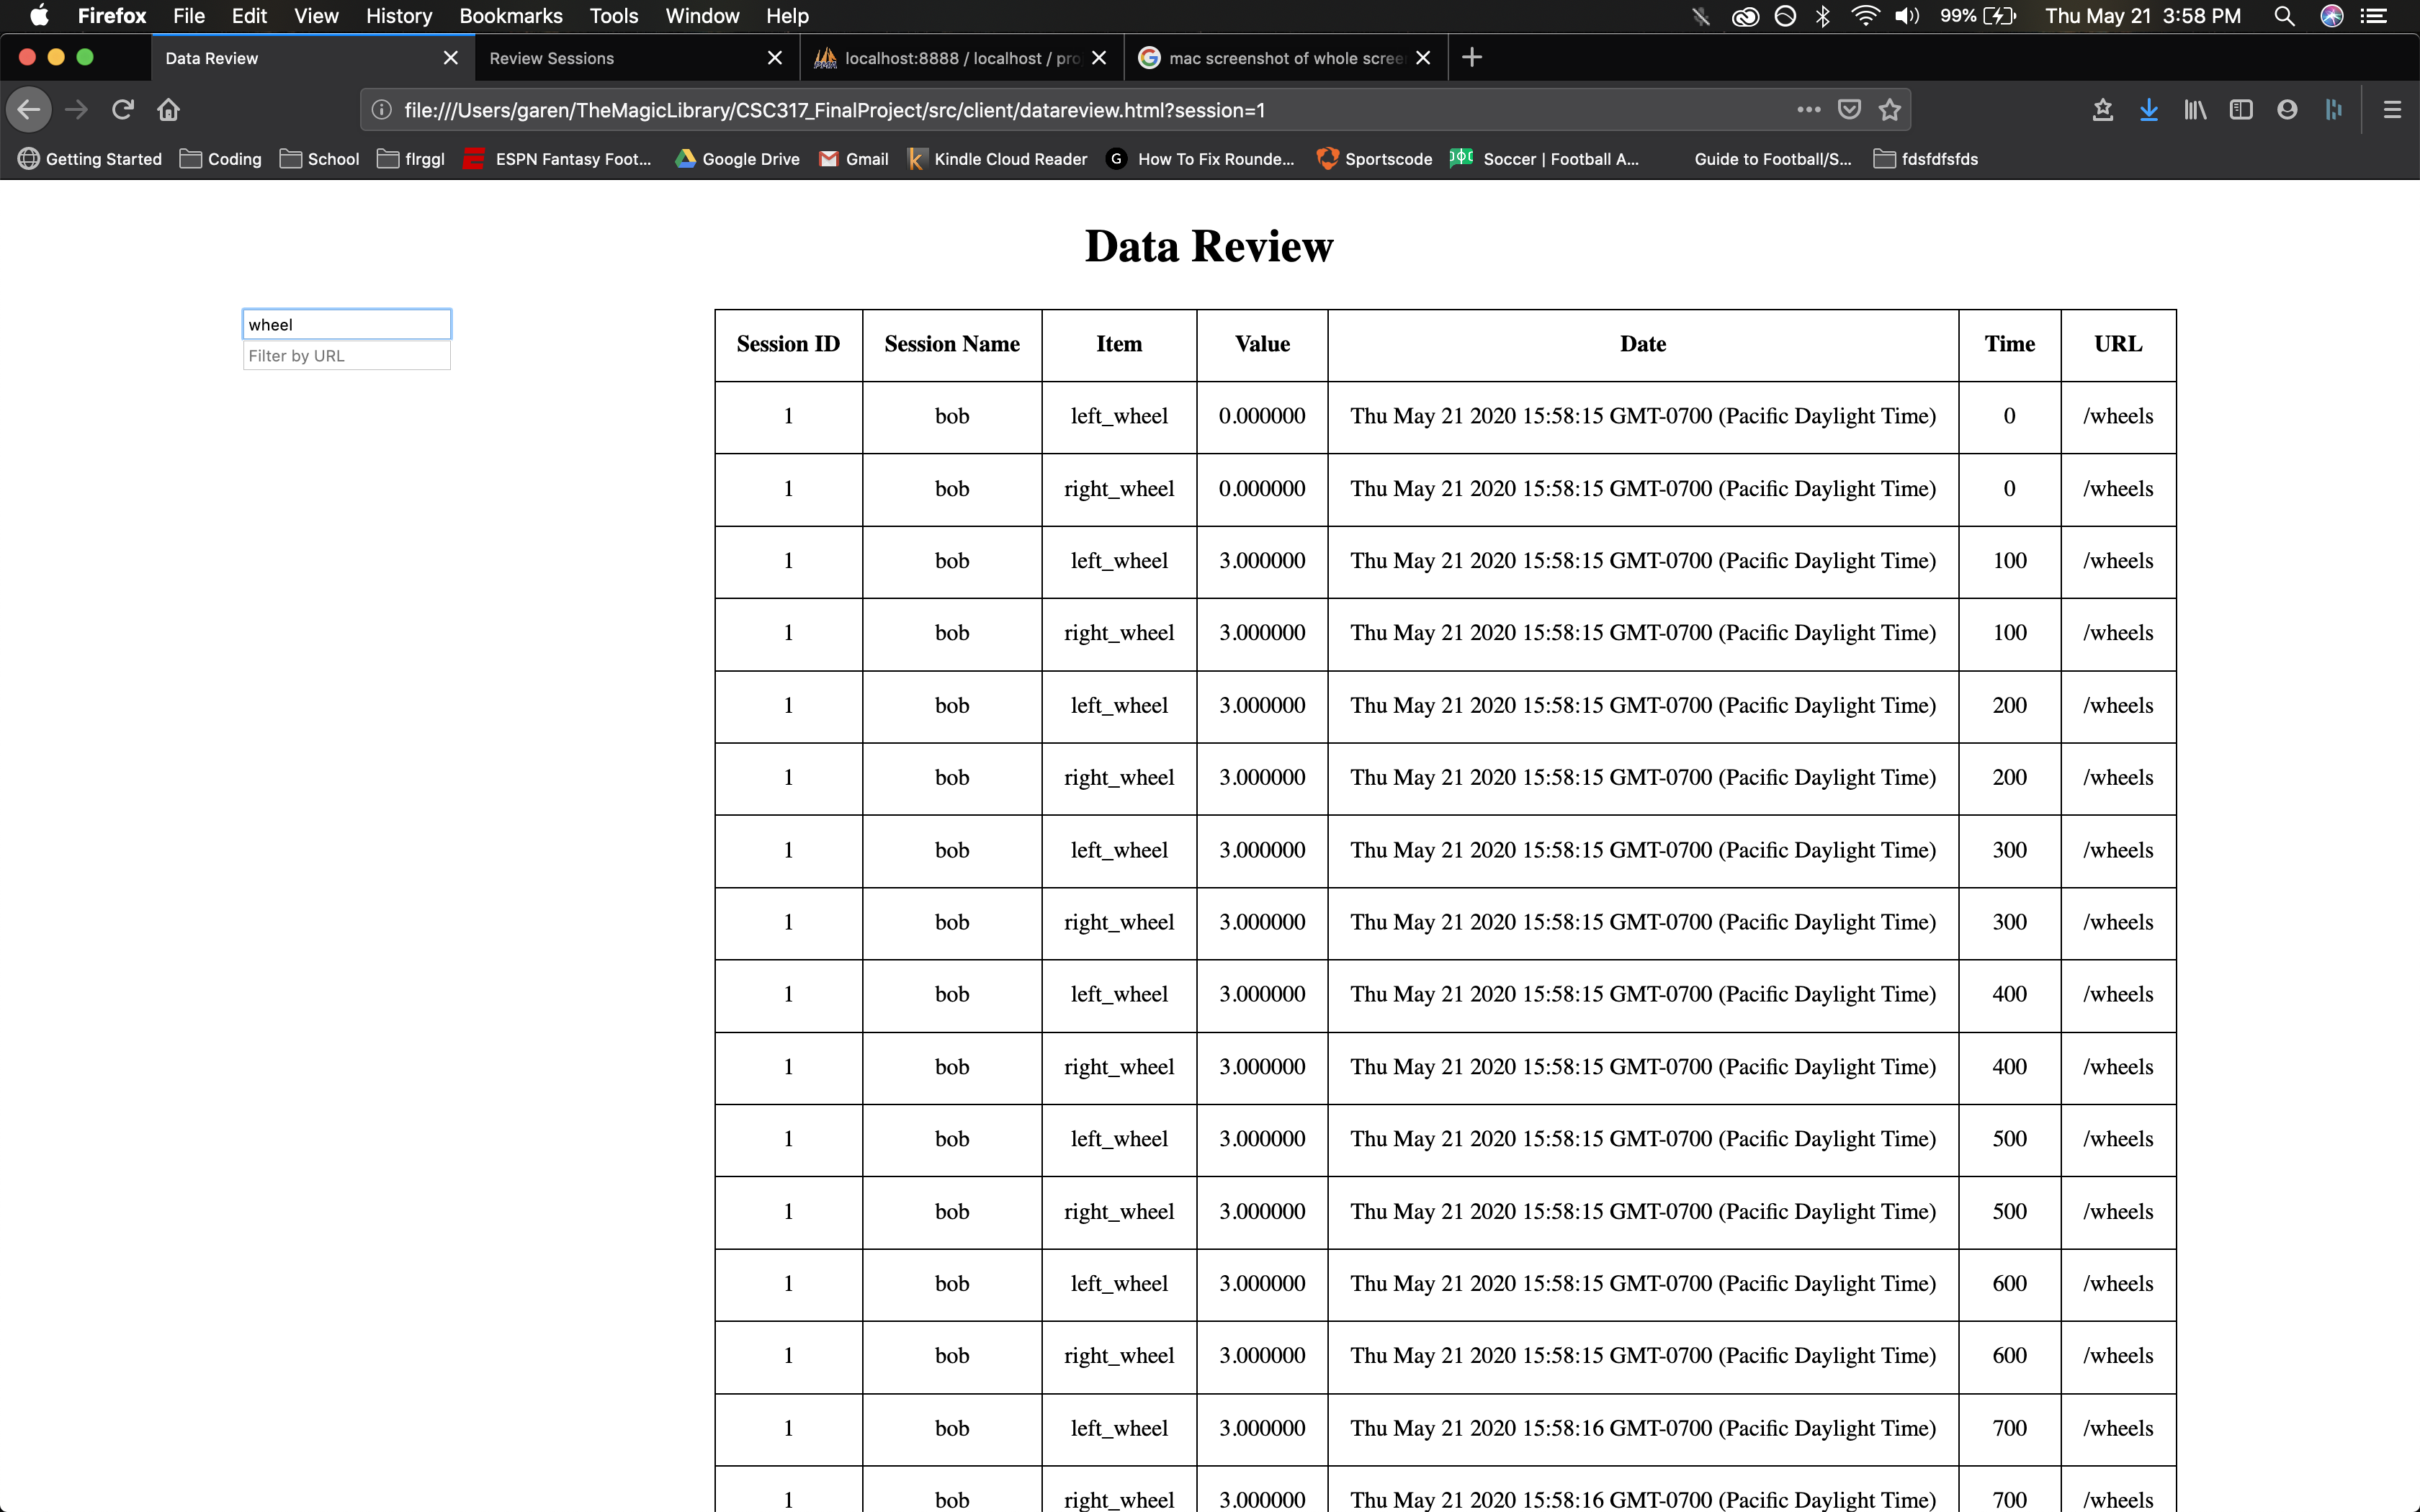 Firefox File Edit View History Bookmarks Tools Window Help 99% Thu May 21 3:58 PM
Data Review Review Sessions localhost:8888 / localhost / pro mac screenshot of whole scree
file:///Users/garen/TheMagicLibrary/CSC317_FinalProject/src/client/datareview.html?session=1
Getting Started Coding School flrggl ESPN Fantasy Foot... Google Drive Gmail Kindle Cloud Reader G How To Fix Rounde... Sportscode Soccer | Football A... Guide to Football/S... fdsfdfsfds
Data Review
wheel
Filter by URL
Session ID Session Name Item Value Date Time URL
1 bob left_wheel 0.000000 Thu May 21 2020 15:58:15 GMT-0700 (Pacific Daylight Time) 0 /wheels
1 bob right_wheel 0.000000 Thu May 21 2020 15:58:15 GMT-0700 (Pacific Daylight Time) 0 /wheels
1 bob left_wheel 3.000000 Thu May 21 2020 15:58:15 GMT-0700 (Pacific Daylight Time) 100 /wheels
1 bob right_wheel 3.000000 Thu May 21 2020 15:58:15 GMT-0700 (Pacific Daylight Time) 100 /wheels
1 bob left_wheel 3.000000 Thu May 21 2020 15:58:15 GMT-0700 (Pacific Daylight Time) 200 /wheels
1 bob right_wheel 3.000000 Thu May 21 2020 15:58:15 GMT-0700 (Pacific Daylight Time) 200 /wheels
1 bob left_wheel 3.000000 Thu May 21 2020 15:58:15 GMT-0700 (Pacific Daylight Time) 300 /wheels
1 bob right_wheel 3.000000 Thu May 21 2020 15:58:15 GMT-0700 (Pacific Daylight Time) 300 /wheels
1 bob left_wheel 3.000000 Thu May 21 2020 15:58:15 GMT-0700 (Pacific Daylight Time) 400 /wheels
1 bob right_wheel 3.000000 Thu May 21 2020 15:58:15 GMT-0700 (Pacific Daylight Time) 400 /wheels
1 bob left_wheel 3.000000 Thu May 21 2020 15:58:15 GMT-0700 (Pacific Daylight Time) 500 /wheels
1 bob right_wheel 3.000000 Thu May 21 2020 15:58:15 GMT-0700 (Pacific Daylight Time) 500 /wheels
1 bob left_wheel 3.000000 Thu May 21 2020 15:58:15 GMT-0700 (Pacific Daylight Time) 600 /wheels
1 bob right_wheel 3.000000 Thu May 21 2020 15:58:15 GMT-0700 (Pacific Daylight Time) 600 /wheels
1 bob left_wheel 3.000000 Thu May 21 2020 15:58:16 GMT-0700 (Pacific Daylight Time) 700 /wheels
1 bob right_wheel 3.000000 Thu May 21 2020 15:58:16 GMT-0700 (Pacific Daylight Time) 700 /wheels